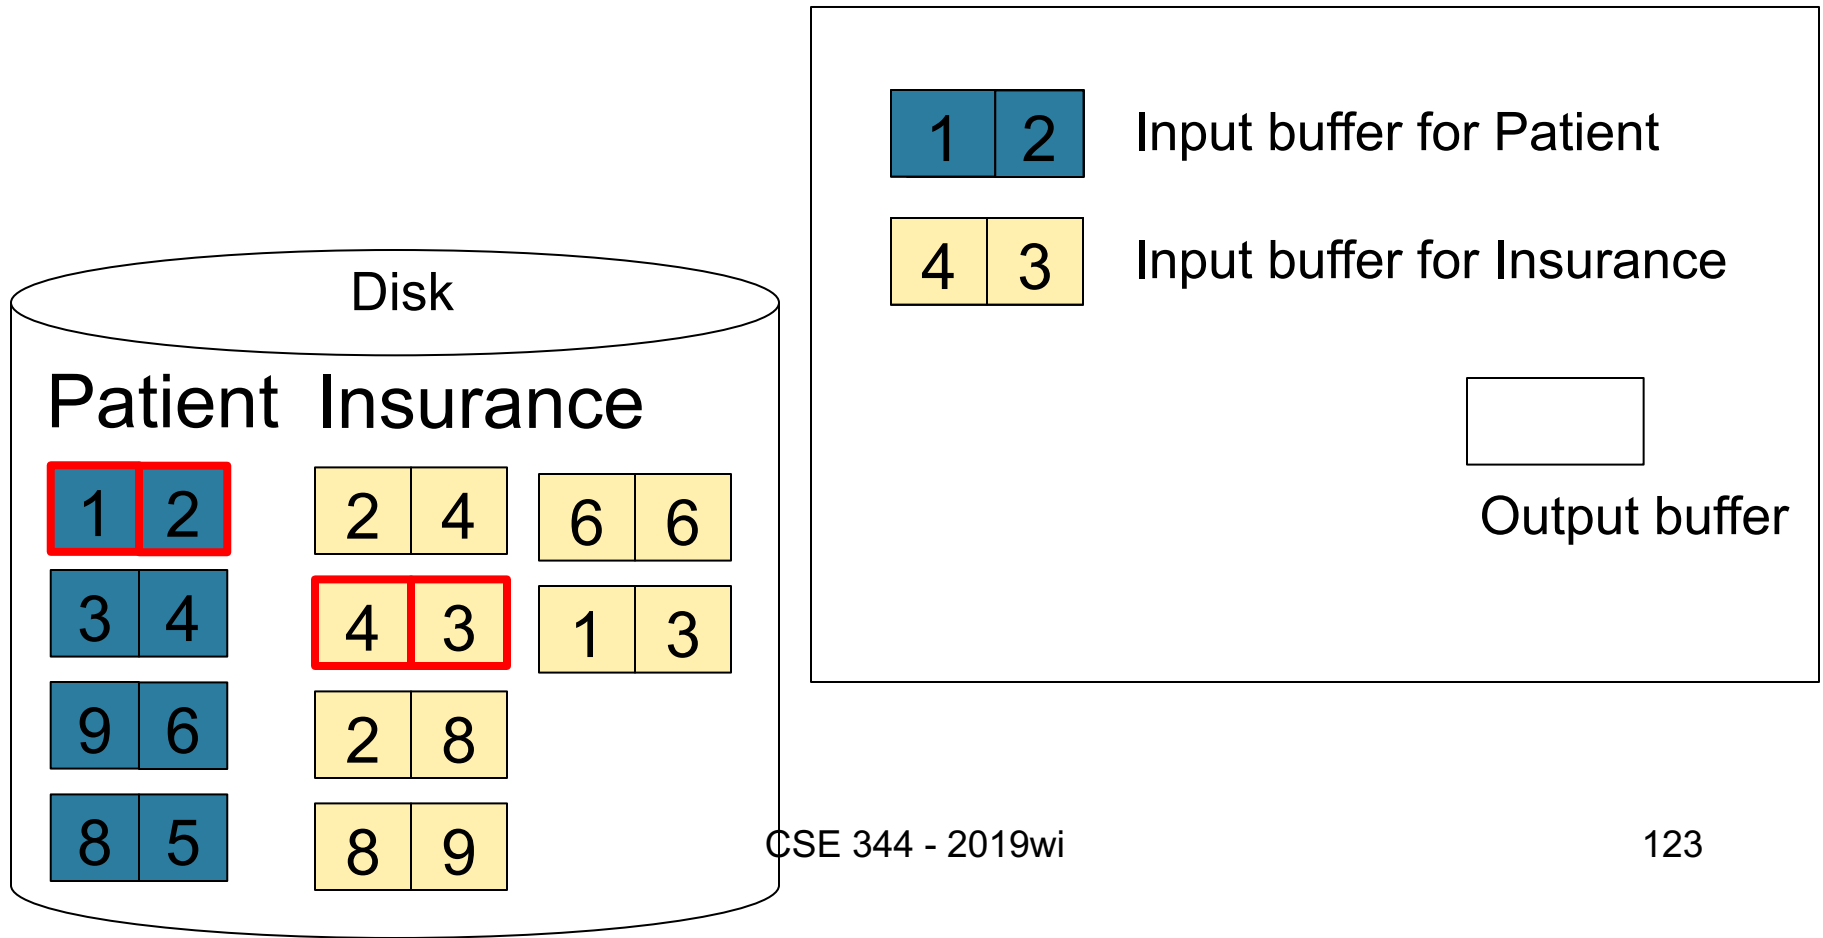 1 2 Input buffer for Patient
4 3 Input buffer for Insurance
Output buffer
Disk
Patient Insurance
1 2 2 4 6 6
3 4 4 3 1 3
9 6 2 8
8 5 8 9
CSE 344 - 2019wi 123